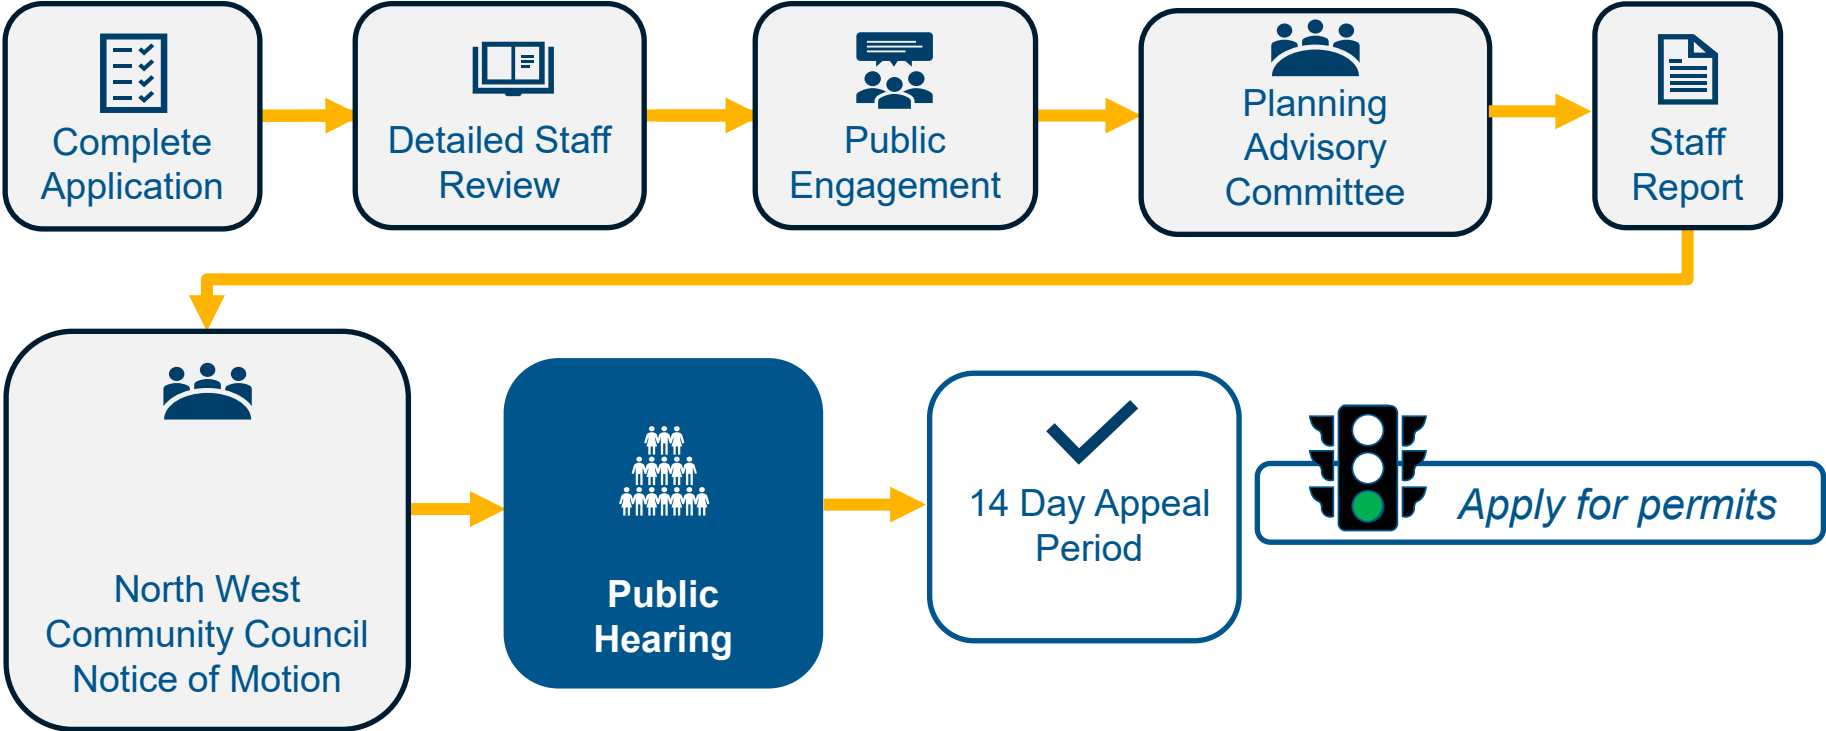 Complete
Application
Detailed Staff
Review
Public
Engagement
Planning
Advisory
Committee
Staff
Report
North West
Community Council
Notice of Motion
Public
Hearing
14 Day Appeal
Period
Apply for permits